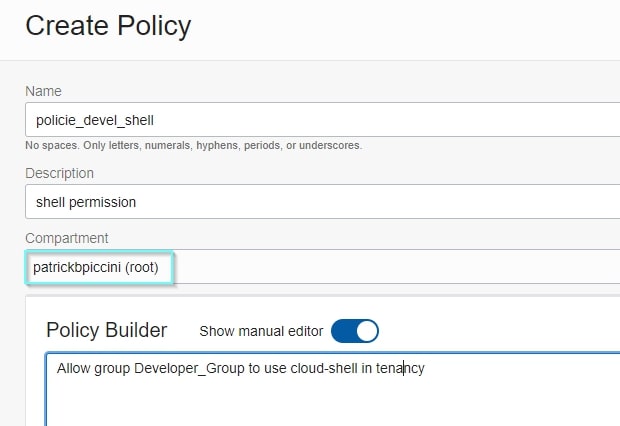 Create Policy
Name
policie_devel_shell
No spaces. Only letters, numerals, hyphens, periods, or underscores.
Description
shell permission
Compartment
patrickbpiccini (root)
Policy Builder Show manual editor
Allow group Developer_Group to use cloud-shell in tenancy